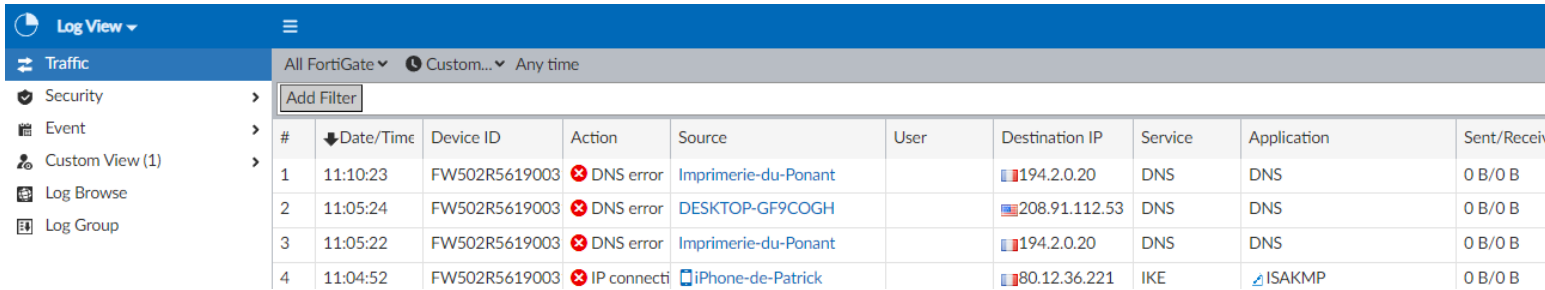 Log View
Traffic
All FortiGate Custom... Any time
Security
Add Filter
Event
# Date/Time Device ID Action Source User Destination IP Service Application Sent/Receiv
Custom View (1)
1 11:10:23 FW502R5619003 DNS error Imprimerie-du-Ponant 194.2.0.20 DNS DNS 0 B/0 B
Log Browse
2 11:05:24 FW502R5619003 DNS error DESKTOP-GF9COGH 208.91.112.53 DNS DNS 0 B/0 B
Log Group
3 11:05:22 FW502R5619003 DNS error Imprimerie-du-Ponant 194.2.0.20 DNS DNS 0 B/0 B
4 11:04:52 FW502R5619003 IP connecti iPhone-de-Patrick 80.12.36.221 IKE ISAKMP 0 B/0 B